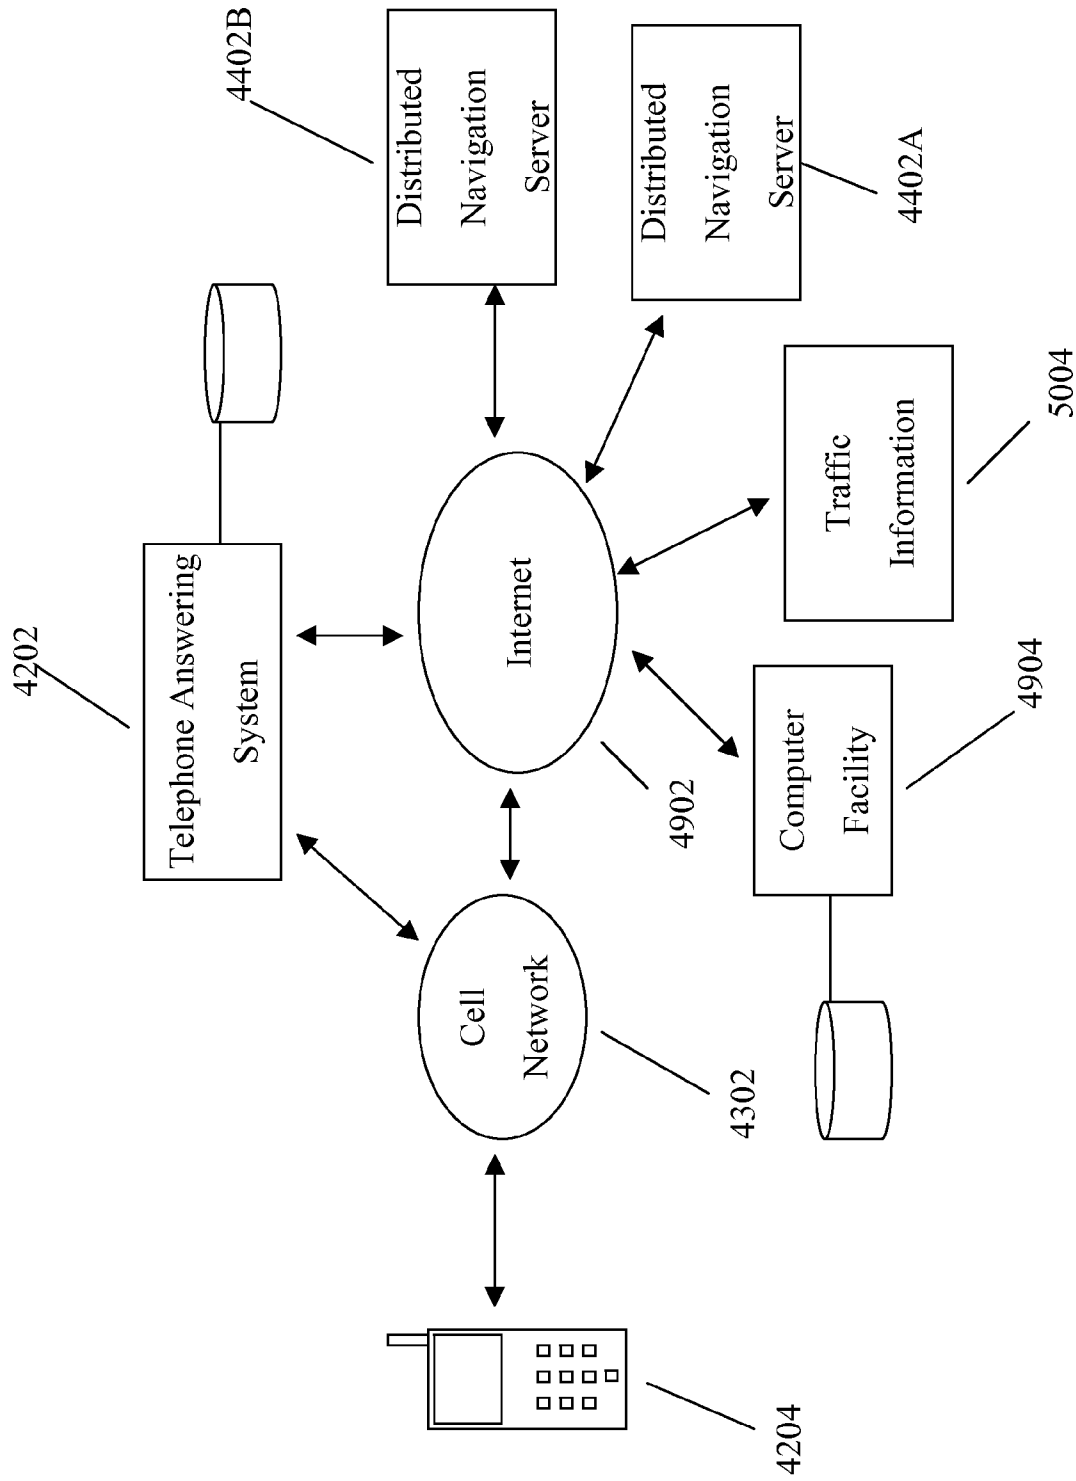 4202
Telephone Answering
System
4402B
Distributed
Navigation
Server
Distributed
Navigation
Server
4402A
Internet
4902
Cell
Network
4302
Traffic
Information
5004
Computer
Facility
4904
4204